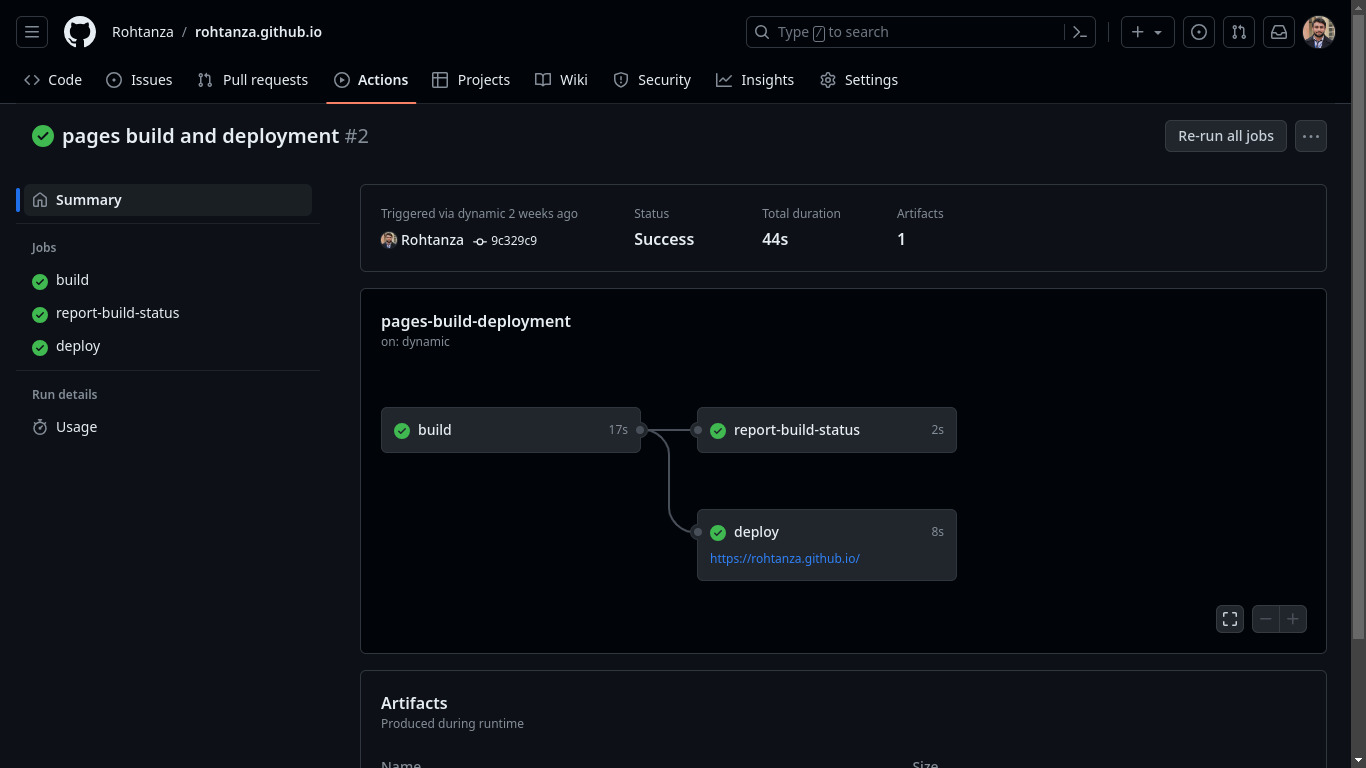 Rohtanza / rohtanza.github.io
Type / to search
Code Issues Pull requests Actions Projects Wiki Security Insights Settings
pages build and deployment #2
Re-run all jobs
Summary
Jobs
build
report-build-status
deploy
Run details
Usage
Triggered via dynamic 2 weeks ago
Rohtanza 9c329c9
Status
Success
Total duration
44s
Artifacts
1
pages-build-deployment
on: dynamic
build 17s
report-build-status 2s
deploy 8s
https://rohtanza.github.io/
Artifacts
Produced during runtime
Name Size